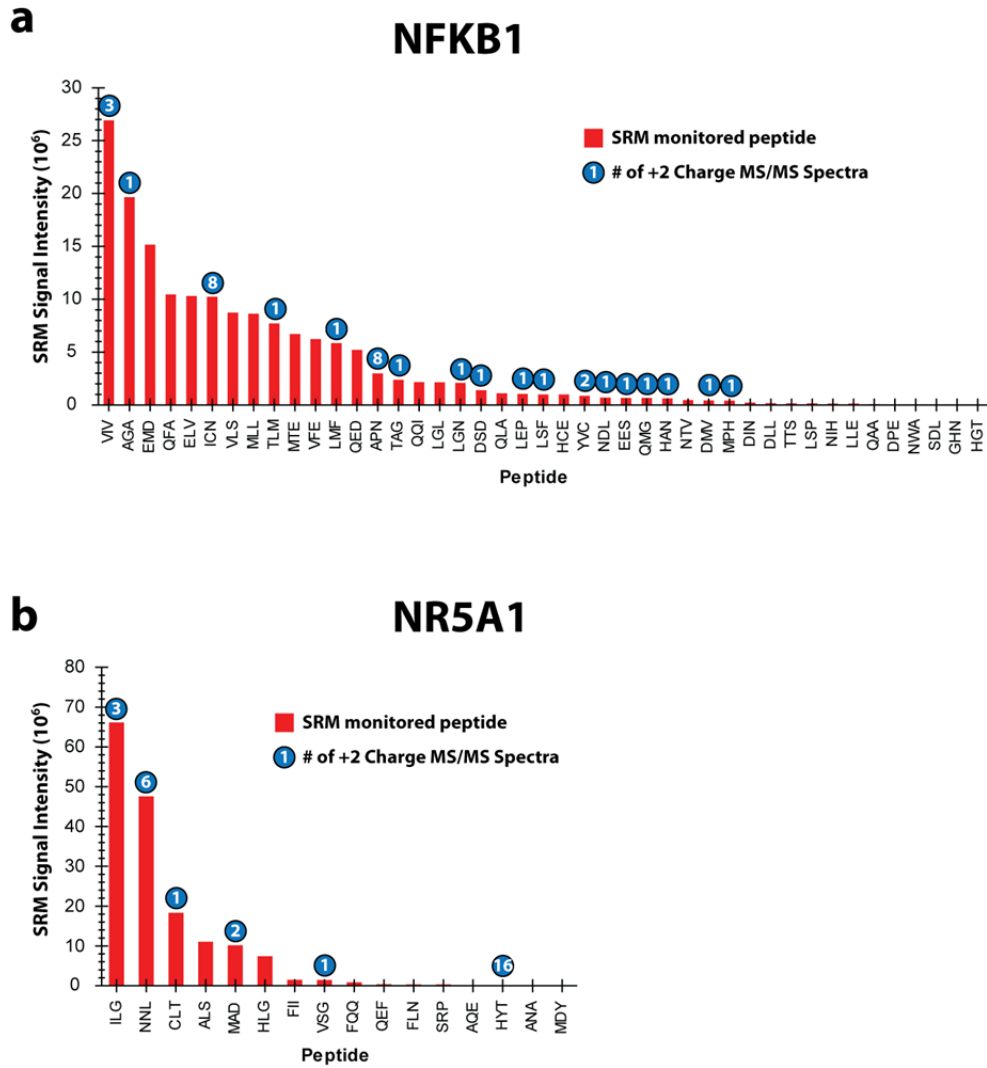 a
NFKB1
30
25
20
15
10
5
0
SRM Signal Intensity (10⁶)
SRM monitored peptide
1 # of +2 Charge MS/MS Spectra
3 1 8 1 1 8 1 1 1 1 1 2 1 1 1 1 1 1
VIV AGA EMD QFA ELV ICN VLS MLL TLM MTE VFE LMF QED APN TAG QQI LGL LGN DSD QLA LEP LSF HCE YVC NDL EES QMG HAN NTV DMV MPH DIN DLL TTS LSP NIH LLE QAA DPE NWA SDL GHN HGT
Peptide
b
NR5A1
80
70
60
50
40
30
20
10
0
SRM Signal Intensity (10⁶)
SRM monitored peptide
1 # of +2 Charge MS/MS Spectra
3 6 1 2 1 16
ILG NNL CLT ALS MAD HLG FII VSG FQQ QEF FLN SRP AQE HYT ANA MDY
Peptide